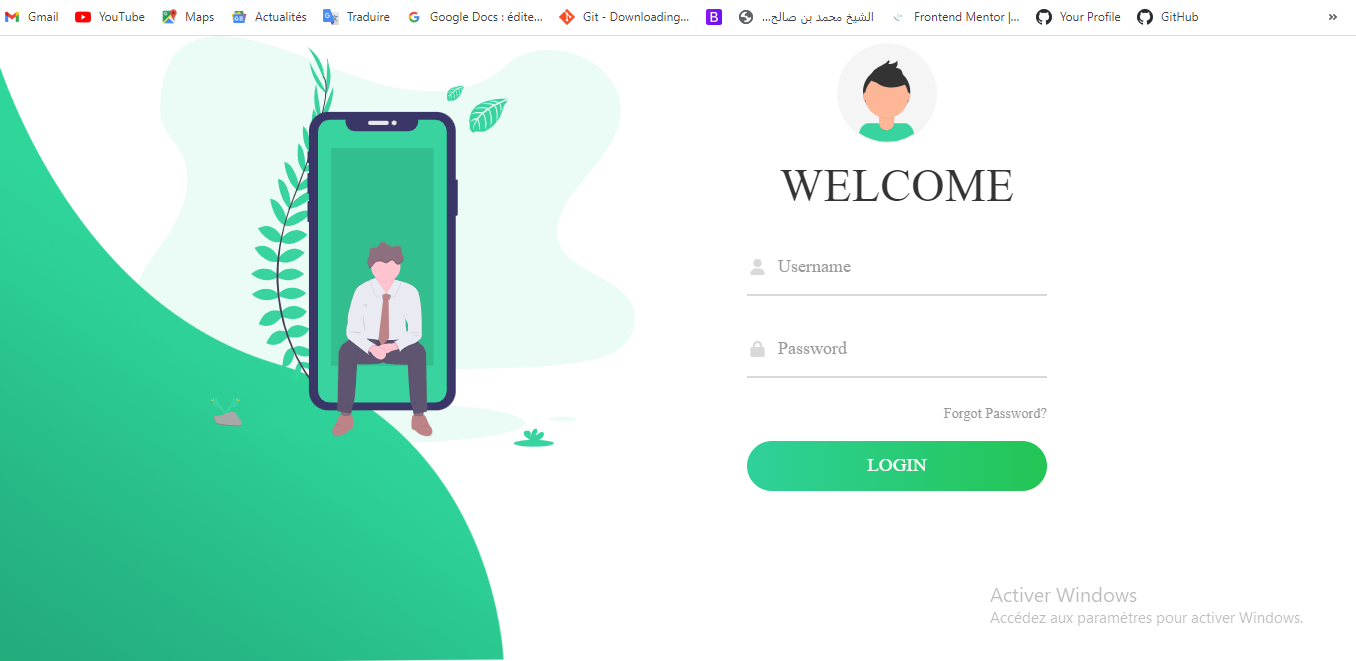 Gmail YouTube Maps Actualités Traduire Google Docs : édite... Git - Downloading... B الشيخ محمد بن صالح... Frontend Mentor |... Your Profile GitHub »
WELCOME
Username
Password
Forgot Password?
LOGIN
Activer Windows
Accédez aux paramètres pour activer Windows.